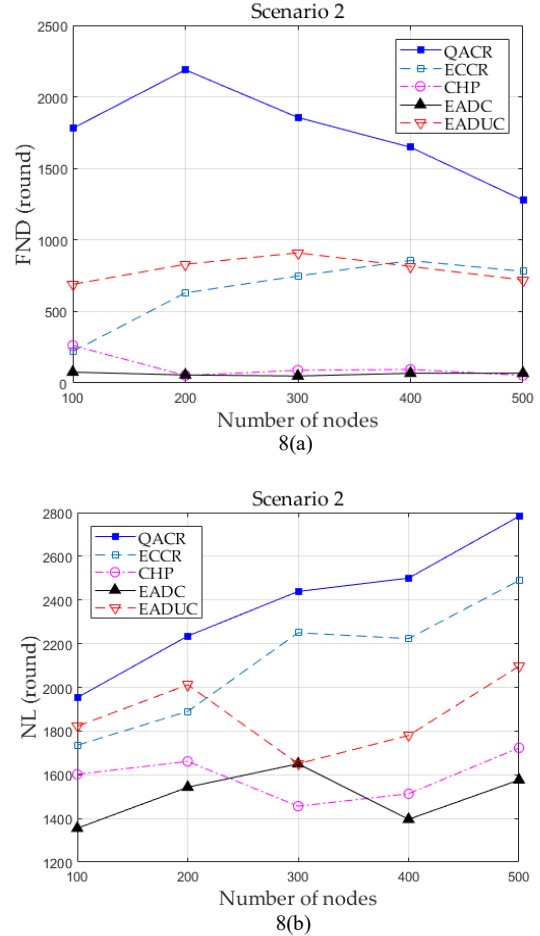 Scenario 2
2500
2000
1500
1000
500
0
FND (round)
QACR
ECCR
CHP
EADC
EADUC
100 200 300 400 500
Number of nodes
8(a)
Scenario 2
2800
2600
2400
2200
2000
1800
1600
1400
1200
NL (round)
QACR
ECCR
CHP
EADC
EADUC
100 200 300 400 500
Number of nodes
8(b)